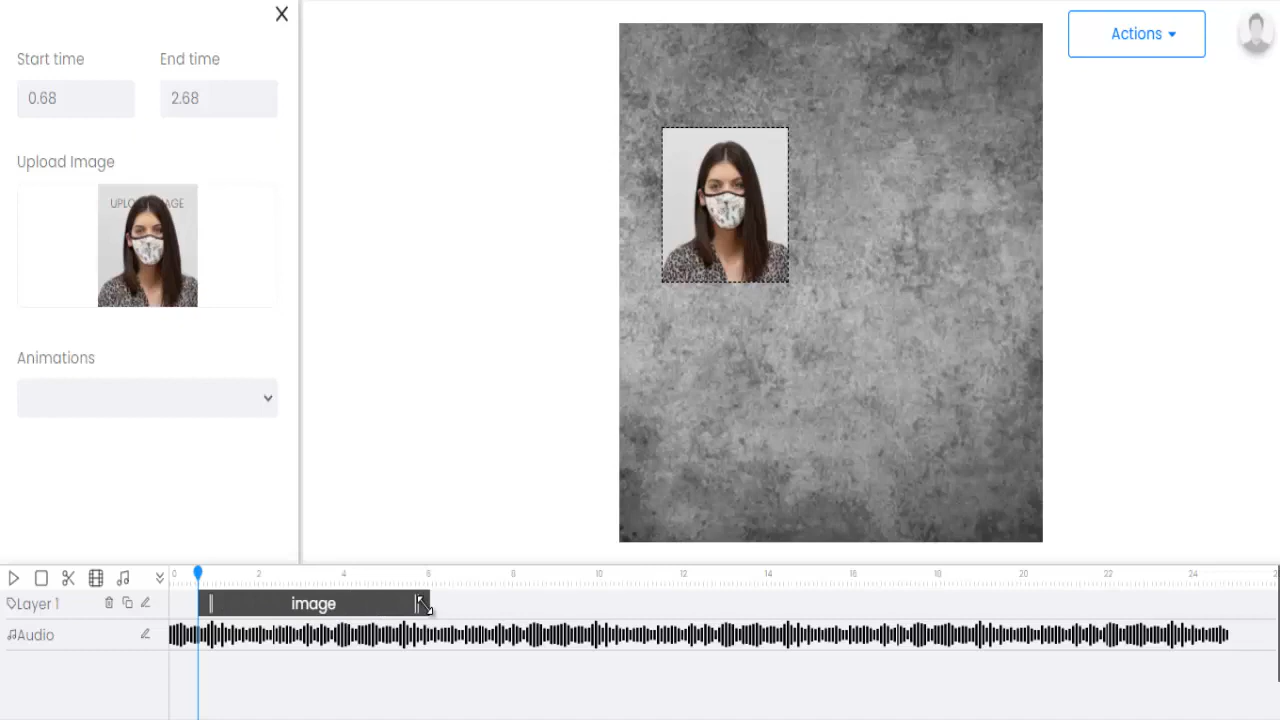 X
Start time
End time
0.68
2.68
Upload Image
UPLOAD IMAGE
Animations
Actions
0 2 4 6 8 10 12 14 16 18 20 22 24
Layer 1
image
Audio